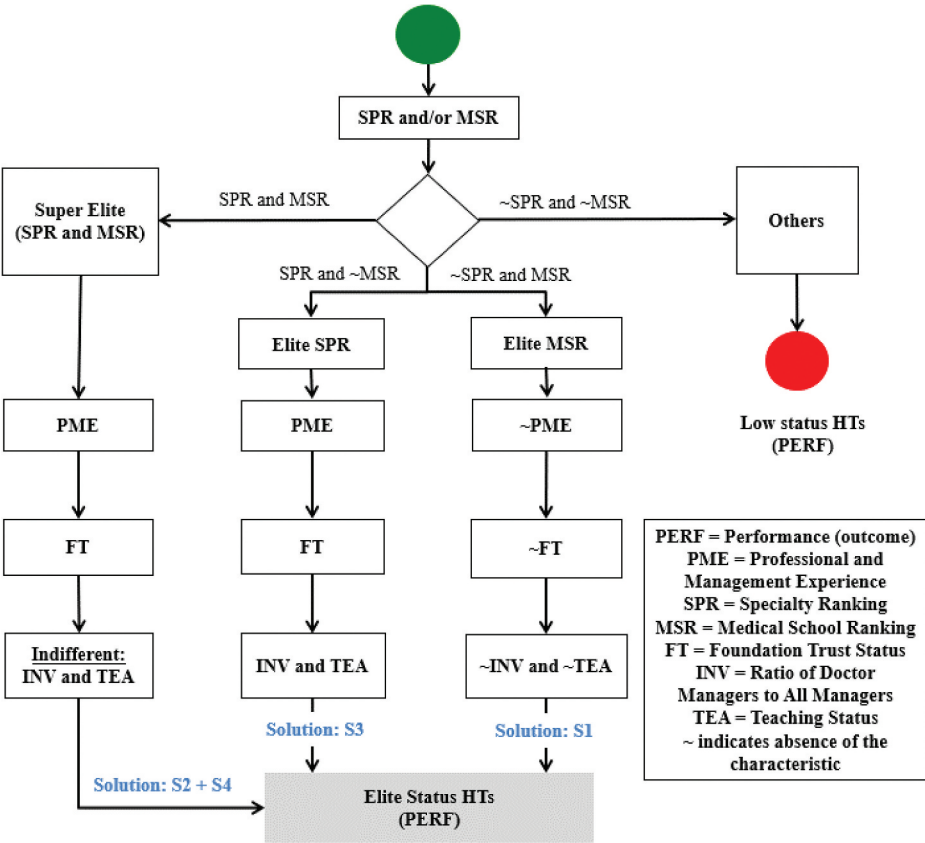 SPR and/or MSR
SPR and MSR
~SPR and ~MSR
Super Elite
(SPR and MSR)
Others
SPR and ~MSR
~SPR and MSR
Elite SPR
Elite MSR
PME
PME
~PME
Low status HTs
(PERF)
FT
FT
~FT
Indifferent:
INV and TEA
INV and TEA
~INV and ~TEA
Solution: S3
Solution: S1
Solution: S2 + S4
Elite Status HTs
(PERF)
PERF = Performance (outcome)
PME = Professional and
Management Experience
SPR = Specialty Ranking
MSR = Medical School Ranking
FT = Foundation Trust Status
INV = Ratio of Doctor
Managers to All Managers
TEA = Teaching Status
~ indicates absence of the
characteristic